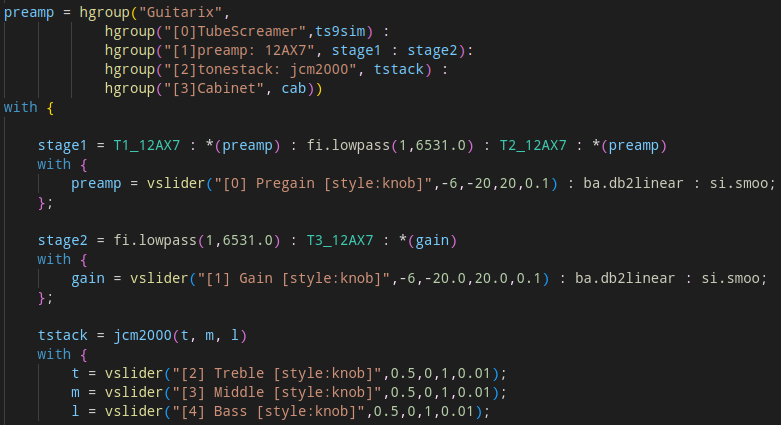 preamp = hgroup("Guitarix",
            hgroup("[0]TubeScreamer",ts9sim) :
            hgroup("[1]preamp: 12AX7", stage1 : stage2):
            hgroup("[2]tonestack: jcm2000", tstack) :
            hgroup("[3]Cabinet", cab))
with {
    stage1 = T1_12AX7 : *(preamp) : fi.lowpass(1,6531.0) : T2_12AX7 : *(preamp)
    with {
        preamp = vslider("[0] Pregain [style:knob]",-6,-20,20,0.1) : ba.db2linear : si.smoo;
    };
    stage2 = fi.lowpass(1,6531.0) : T3_12AX7 : *(gain)
    with {
        gain = vslider("[1] Gain [style:knob]",-6,-20.0,20.0,0.1) : ba.db2linear : si.smoo;
    };
    tstack = jcm2000(t, m, l)
    with {
        t = vslider("[2] Treble [style:knob]",0.5,0,1,0.01);
        m = vslider("[3] Middle [style:knob]",0.5,0,1,0.01);
        l = vslider("[4] Bass [style:knob]",0.5,0,1,0.01);